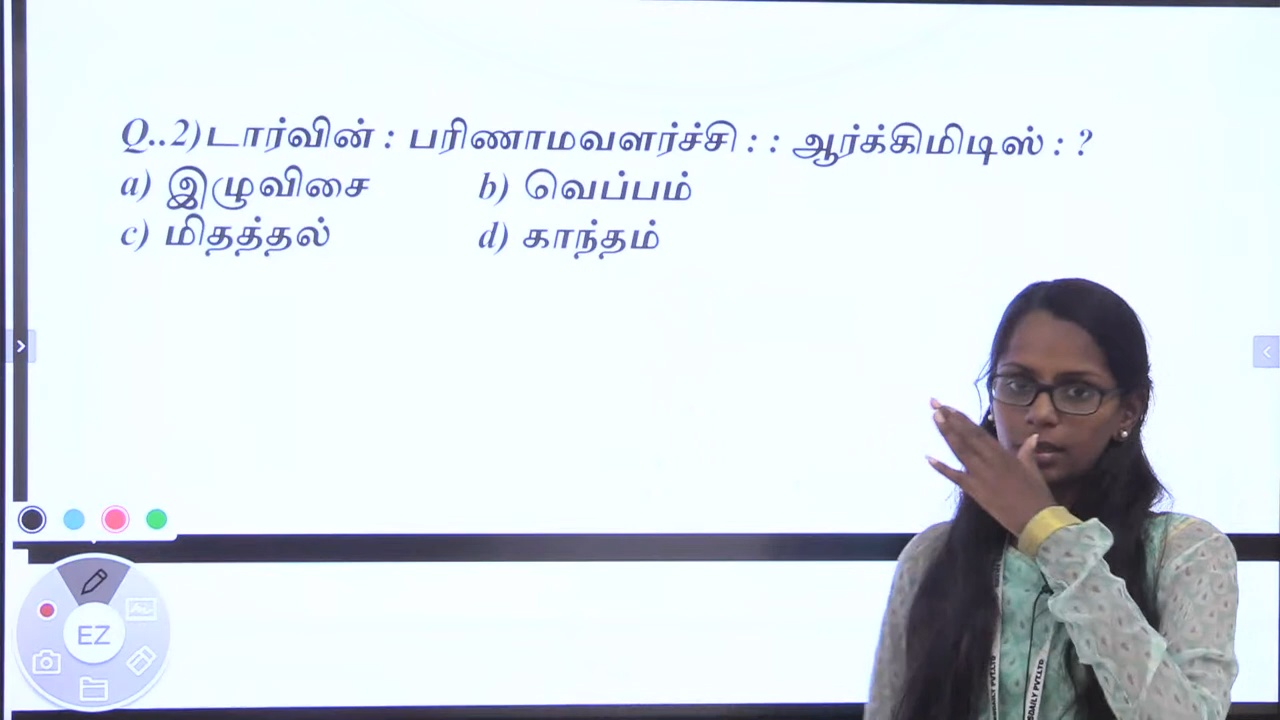 Q..2)டார்வின் : பரிணாமவளர்ச்சி : : ஆர்க்கிமிடிஸ் : ?
a) இழுவிசை b) வெப்பம்
c) மிதத்தல் d) காந்தம்
EZ